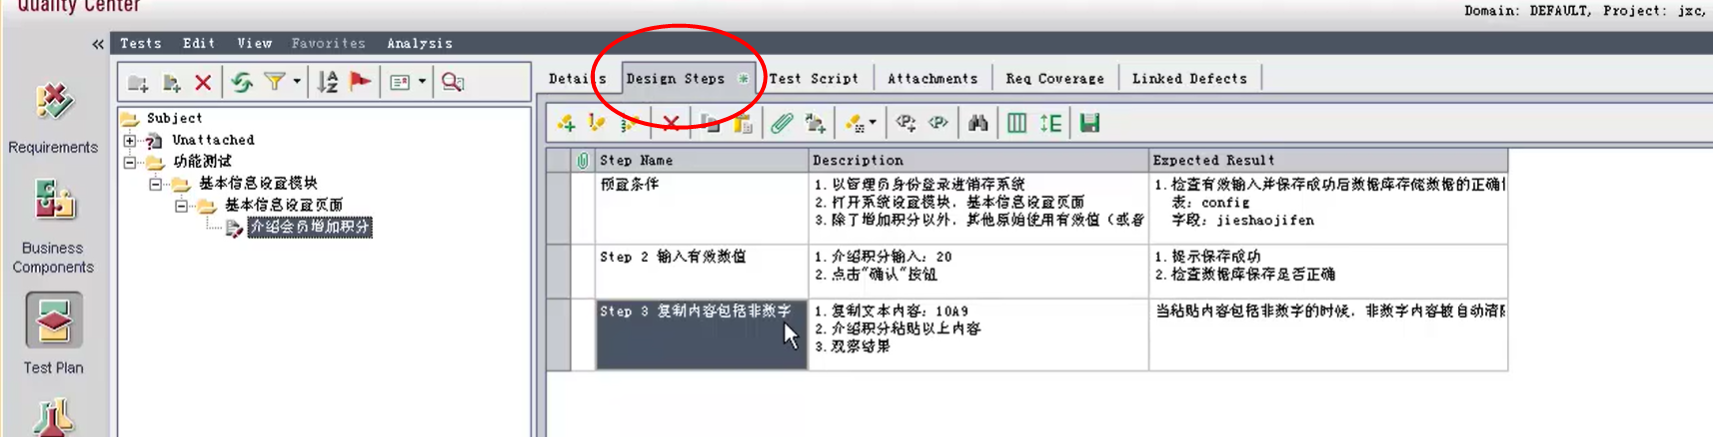 Quality Center
Domain: DEFAULT, Project: jxc,
Tests Edit View Favorites Analysis
Details Design Steps * Test Script Attachments Req Coverage Linked Defects
Requirements
Business
Components
Test Plan
Subject
Unattached
功能测试
基本信息设置模块
基本信息设置页面
介绍会员增加积分
Step Name Description Expected Result
预置条件
1. 以管理员身份登录进销存系统
2. 打开系统设置模块，基本信息设置页面
3. 除了增加积分以外，其他原始使用有效值（或者
1. 检查有效输入并保存成功后数据库存储数据的正确
表：config
字段：jieshaojifen
Step 2 输入有效数值
1. 介绍积分输入：20
2. 点击"确认"按钮
1. 提示保存成功
2. 检查数据库保存是否正确
Step 3 复制内容包括非数字
1. 复制文本内容：10A9
2. 介绍积分粘贴以上内容
3. 观察结果
当粘贴内容包括非数字的时候，非数字内容被自动清